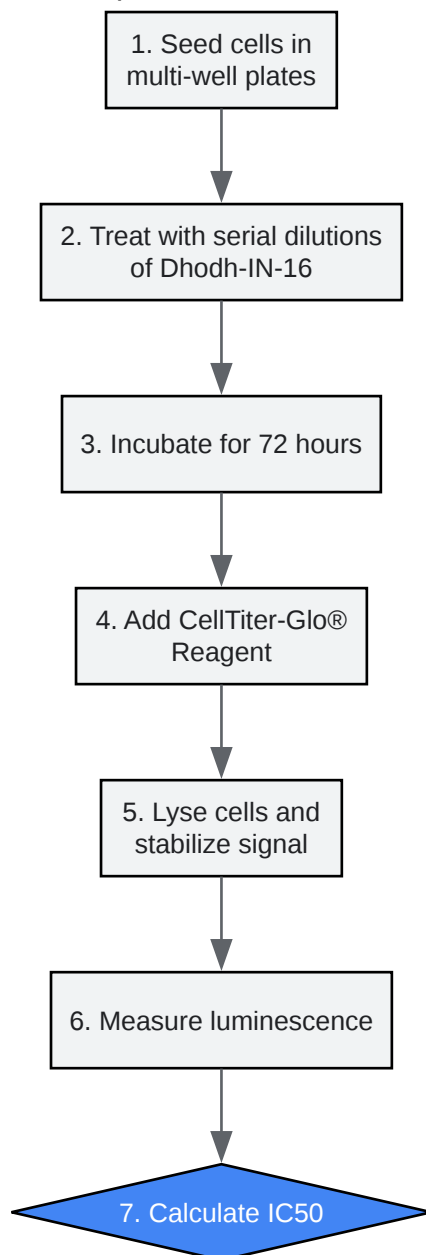 1. Seed cells in
multi-well plates
2. Treat with serial dilutions
of Dhodh-IN-16
3. Incubate for 72 hours
4. Add CellTiter-Glo®
Reagent
5. Lyse cells and
stabilize signal
6. Measure luminescence
7. Calculate IC50